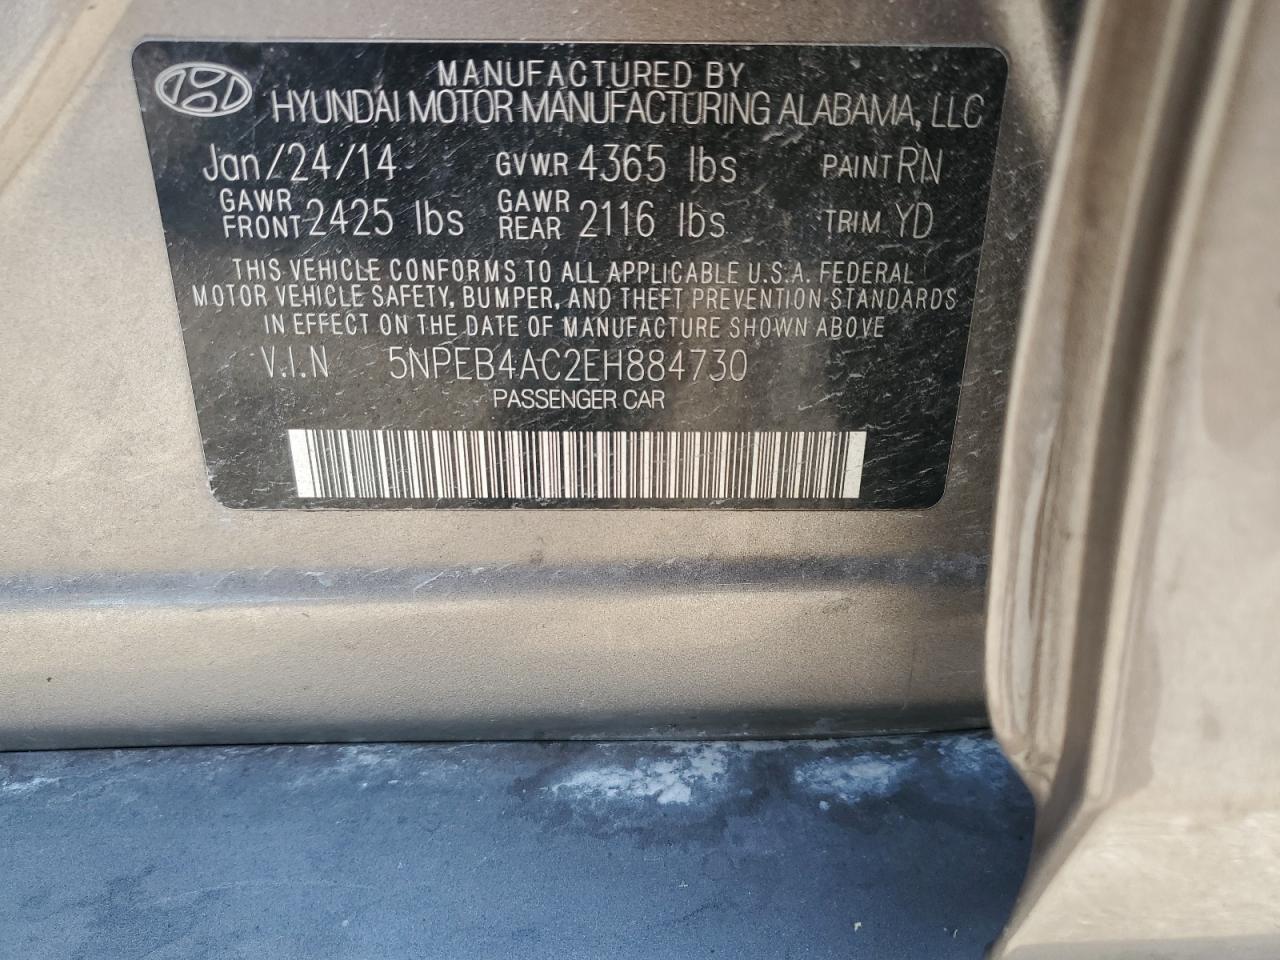 MANUFACTURED BY
HYUNDAI MOTOR MANUFACTURING ALABAMA, LLC
Jan/24/14 GVW.R 4365 lbs PAINT RN
GAWR FRONT 2425 lbs GAWR REAR 2116 lbs TRIM YD
THIS VEHICLE CONFORMS TO ALL APPLICABLE U.S.A. FEDERAL
MOTOR VEHICLE SAFETY, BUMPER, AND THEFT PREVENTION STANDARDS
IN EFFECT ON THE DATE OF MANUFACTURE SHOWN ABOVE
V.I.N 5NPEB4AC2EH884730
PASSENGER CAR